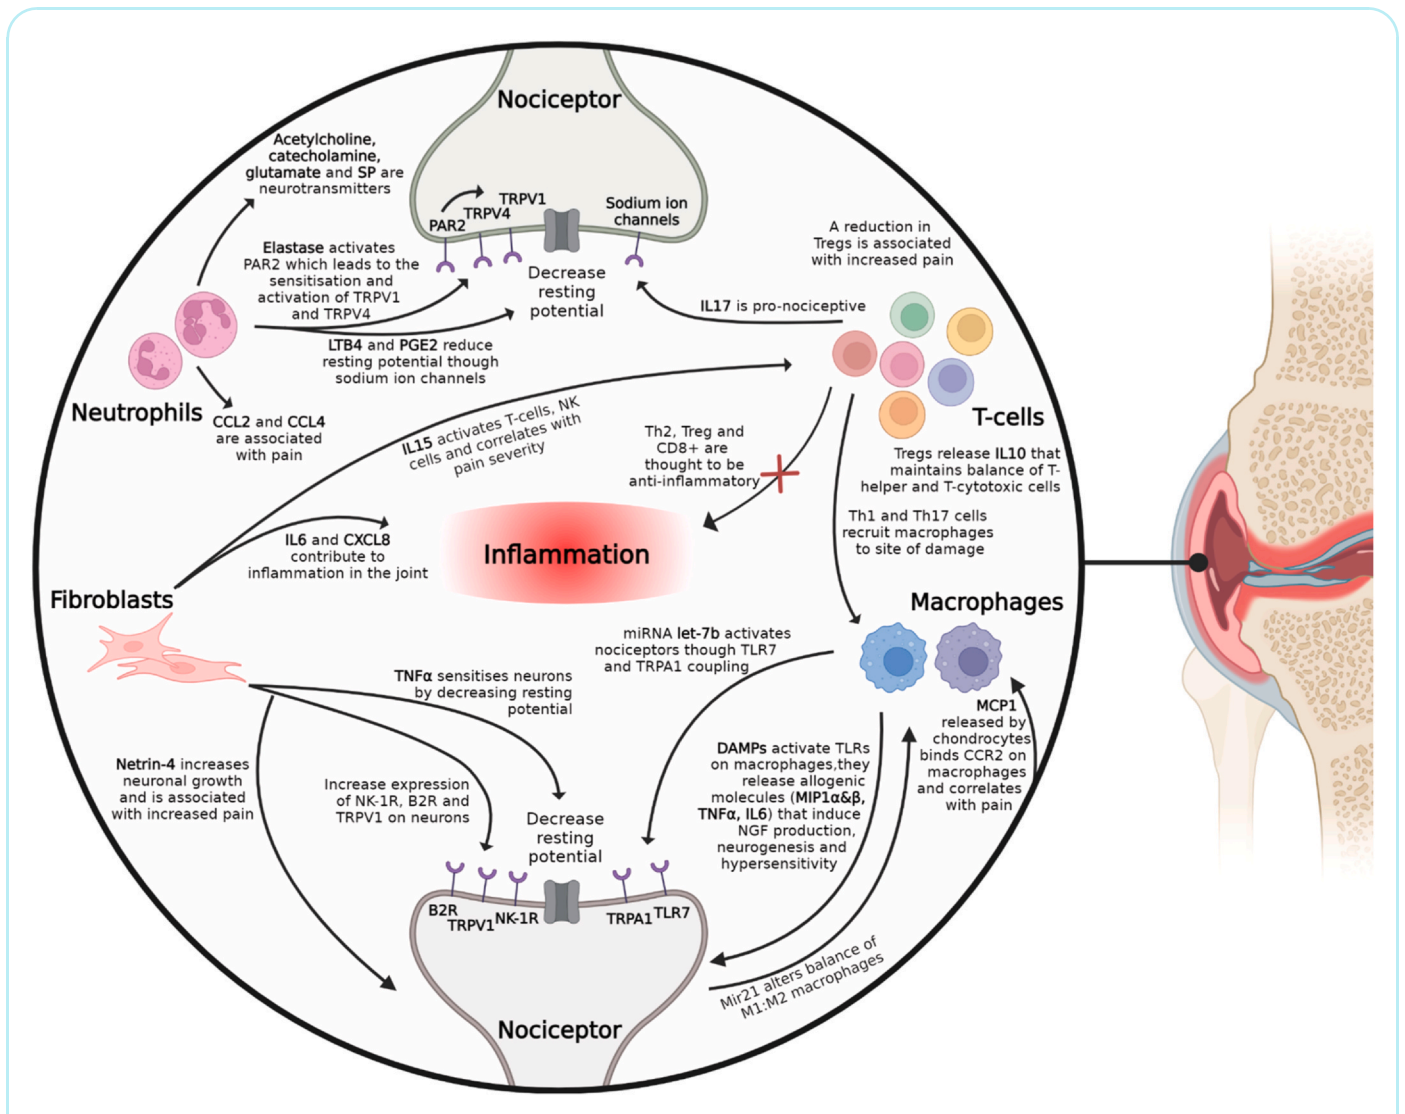 Nociceptor
Acetylcholine,
catecholamine,
glutamate and SP are
neurotransmitters
TRPV1
TRPV4
PAR2
Sodium ion
channels
Elastase activates
PAR2 which leads to the
sensitisation and
activation of TRPV1
and TRPV4
Decrease
resting
potential
A reduction in
Tregs is associated
with increased pain
IL17 is pro-nociceptive
LTB4 and PGE2 reduce
resting potential though
sodium ion channels
Neutrophils
CCL2 and CCL4
are associated
with pain
T-cells
IL15 activates T-cells, NK
cells and correlates with
pain severity
Th2, Treg and
CD8+ are
thought to be
anti-inflammatory
Tregs release IL10 that
maintains balance of T-
helper and T-cytotoxic cells
Th1 and Th17 cells
recruit macrophages
to site of damage
IL6 and CXCL8
contribute to
inflammation in the joint
Inflammation
Fibroblasts
Macrophages
miRNA let-7b activates
nociceptors though TLR7
and TRPA1 coupling
TNFα sensitises neurons
by decreasing resting
potential
MCP1
released by
chondrocytes
binds CCR2 on
macrophages
and correlates
with pain
Netrin-4 increases
neuronal growth
and is associated
with increased pain
Increase expression
of NK-1R, B2R and
TRPV1 on neurons
DAMPs activate TLRs
on macrophages,they
release allogenic
molecules (MIP1α&β,
TNFα, IL6) that induce
NGF production,
neurogenesis and
hypersensitivity
Decrease
resting
potential
B2R
TRPV1
NK-1R
TRPA1
TLR7
Mir21 alters balance of
M1:M2 macrophages
Nociceptor